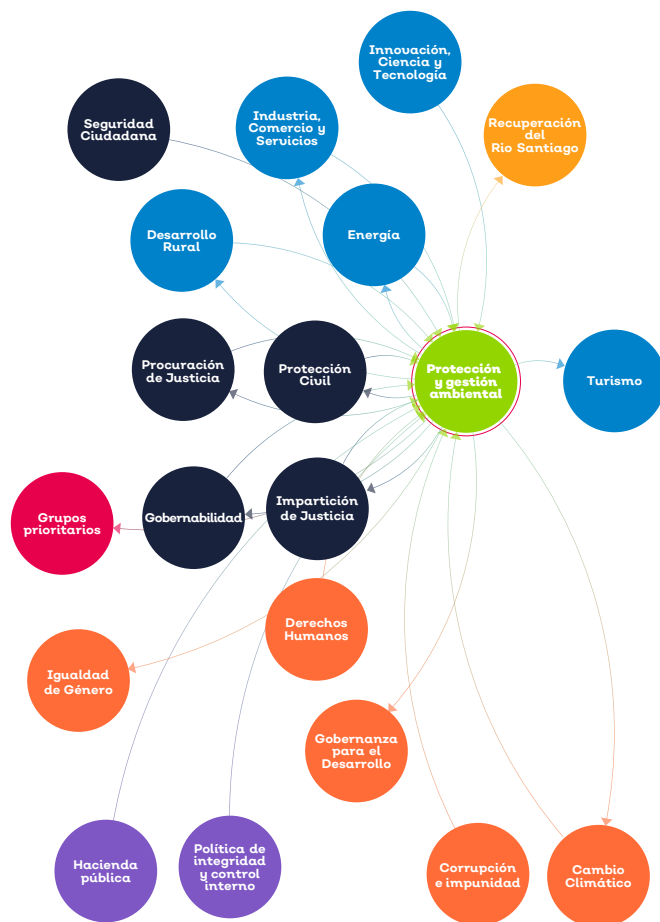 Innovación,
Ciencia y
Tecnología
Seguridad
Ciudadana
Industria,
Comercio y
Servicios
Recuperación
del
Rio Santiago
Desarrollo
Rural
Energía
Procuración
de Justicia
Protección
Civil
Protección
y gestión
ambiental
Turismo
Grupos
prioritarios
Gobernabilidad
Impartición
de Justicia
Derechos
Humanos
Igualdad
de Género
Gobernanza
para el
Desarrollo
Hacienda
pública
Política de
integridad
y control
interno
Corrupción
e impunidad
Cambio
Climático